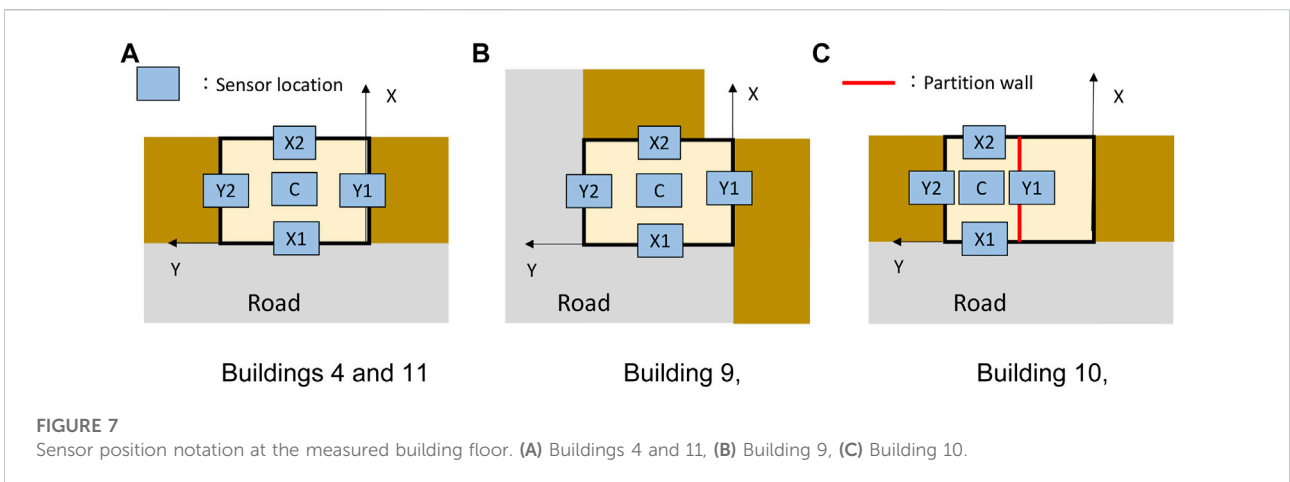 A
: Sensor location
X
X2
Y2
C
Y1
X1
Y
Road
Buildings 4 and 11
B
X
X2
Y2
C
Y1
X1
Y
Road
Building 9,
C
: Partition wall
X
X2
Y2
C
Y1
X1
Y
Road
Building 10,
FIGURE 7
Sensor position notation at the measured building floor. (A) Buildings 4 and 11, (B) Building 9, (C) Building 10.